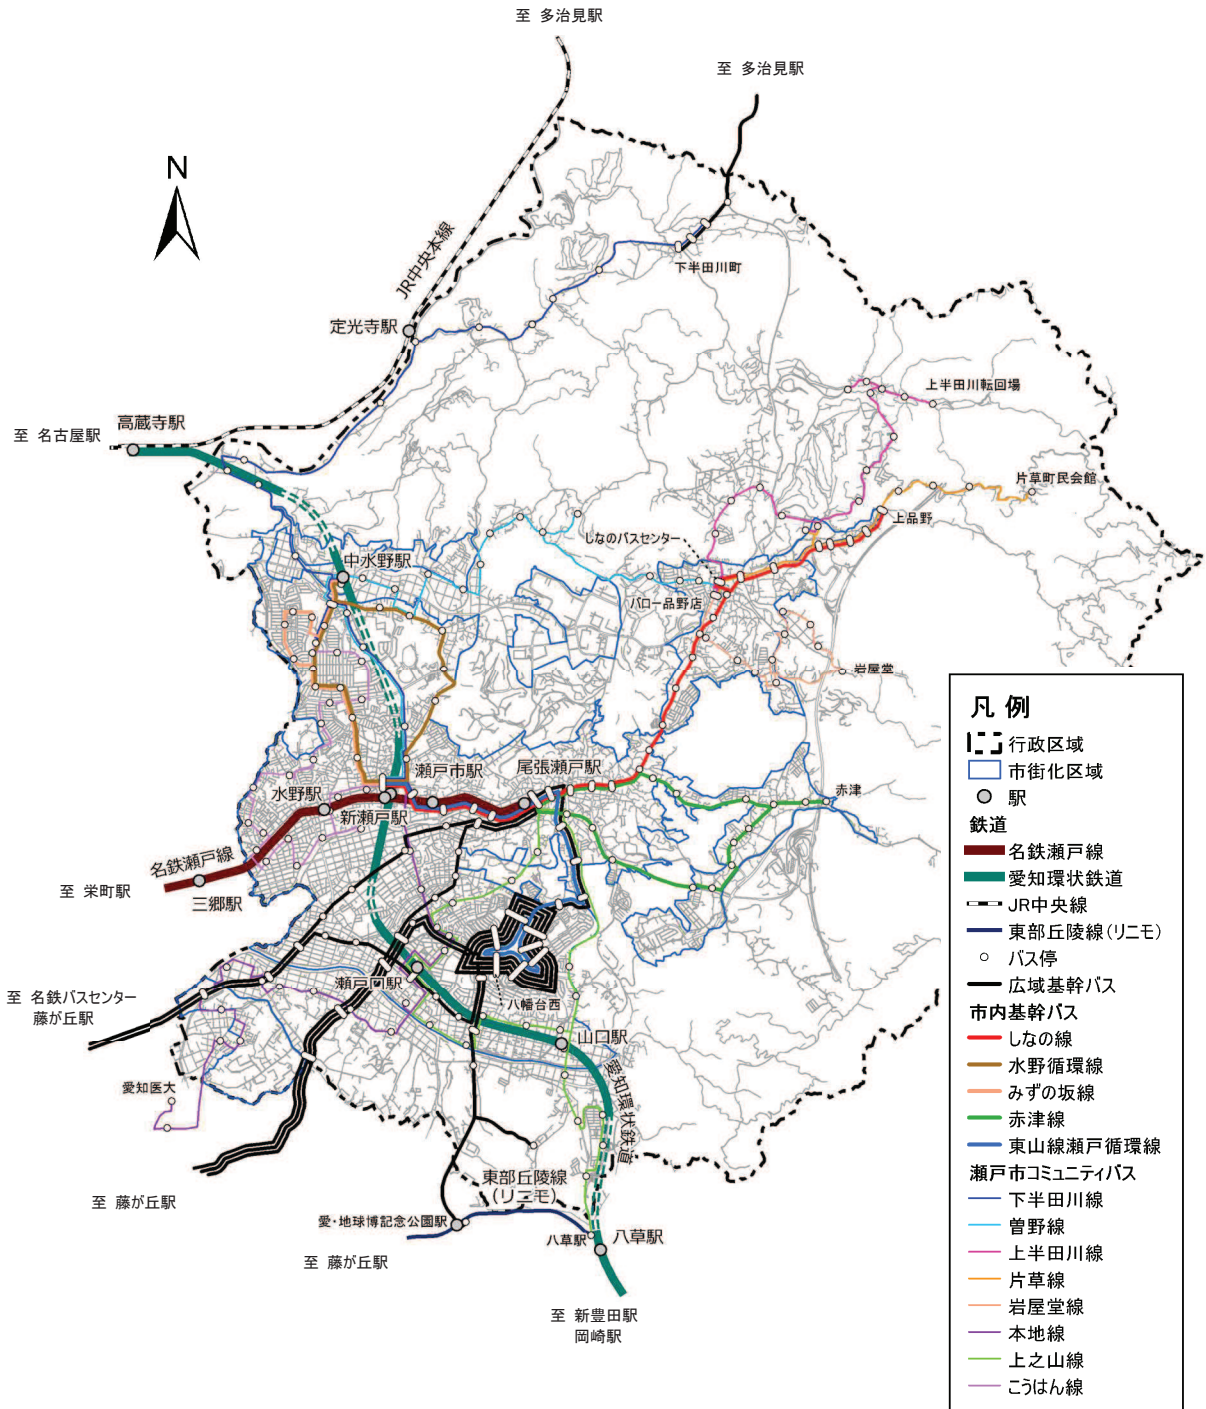 至 多治見駅
至 多治見駅
N
JR中央本線
下半田川町
定光寺駅
上半田川転回場
高蔵寺駅
至 名古屋駅
片草町民会館
上品野
しなのバスセンター
中水野駅
バロー品野店
岩屋堂
瀬戸市駅
尾張瀬戸駅
水野駅
新瀬戸駅
赤津
名鉄瀬戸線
至 栄町駅
三郷駅
瀬戸口駅
八幡台西
至 名鉄バスセンター
藤が丘駅
山口駅
愛知環状鉄道
愛知医大
至 藤が丘駅
東部丘陵線
(リニモ)
愛・地球博記念公園駅
八草駅
八草駅
至 藤が丘駅
至 新豊田駅
岡崎駅
凡 例
行政区域
市街化区域
駅
鉄道
名鉄瀬戸線
愛知環状鉄道
JR中央線
東部丘陵線(リニモ)
バス停
広域基幹バス
市内基幹バス
しなの線
水野循環線
みずの坂線
赤津線
東山線瀬戸循環線
瀬戸市コミュニティバス
下半田川線
曽野線
上半田川線
片草線
岩屋堂線
本地線
上之山線
こうはん線